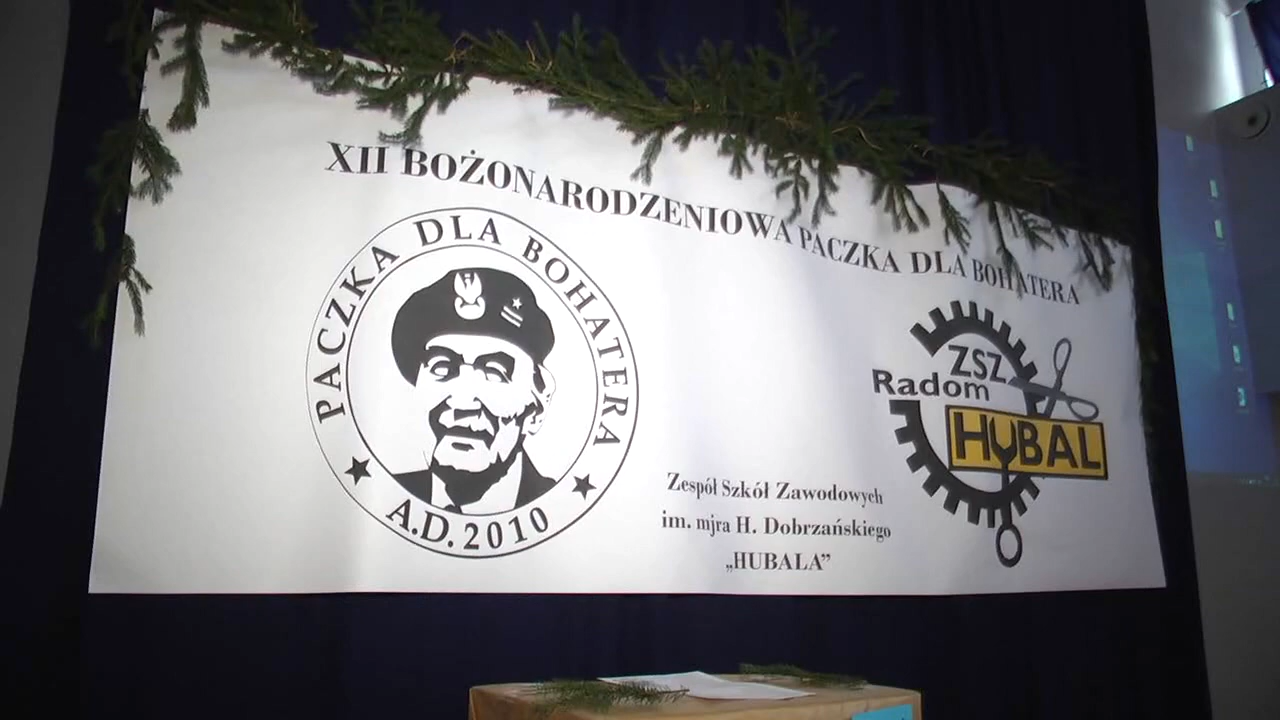 XII BOŻONARODZENIOWA PACZKA DLA BOHATERA
PACZKA DLA BOHATERA
A.D. 2010
Zespół Szkół Zawodowych
im. mjra H. Dobrzańskiego
„HUBALA”
ZSZ
Radom
HUBAL